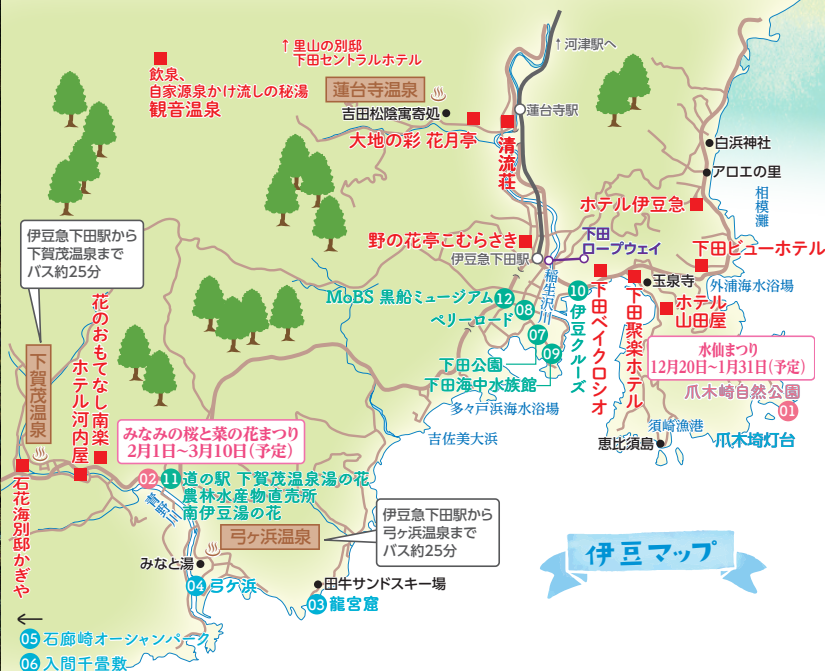 ↑河津駅へ
↑里山の別邸
下田セントラルホテル
飲泉、
自家源泉かけ流しの秘湯
観音温泉
蓮台寺温泉
吉田松陰寓寄処
蓮台寺駅
大地の彩 花月亭
清流荘
白浜神社
アロエの里
相模灘
ホテル伊豆急
伊豆急下田駅から
下賀茂温泉まで
バス約25分
野の花亭こむらさき
伊豆急下田駅
下田
ロープウェイ
下田ビューホテル
稲生沢川
玉泉寺
外浦海水浴場
MoBS 黒船ミュージアム 12
ペリーロード 08
07
09
10
伊豆クルーズ
下田ベイクロシオ
下田聚楽ホテル
ホテル
山田屋
下田公園
下田海中水族館
水仙まつり
12月20日~1月31日(予定)
爪木崎自然公園
01
爪木埼灯台
須崎漁港
恵比須島
多々戸浜海水浴場
吉佐美大浜
下賀茂温泉
花のおもてなし南楽
ホテル河内屋
石花海別邸かぎや
みなみの桜と菜の花まつり
2月1日~3月10日(予定)
02 11 道の駅 下賀茂温泉湯の花
農林水産物直売所
南伊豆湯の花
青野川
弓ヶ浜温泉
伊豆急下田駅から
弓ヶ浜温泉まで
バス約25分
みなと湯
04 弓ケ浜
田牛サンドスキー場
03 龍宮窟
伊豆マップ
←
05 石廊崎オーシャンパーク
06 入間千畳敷